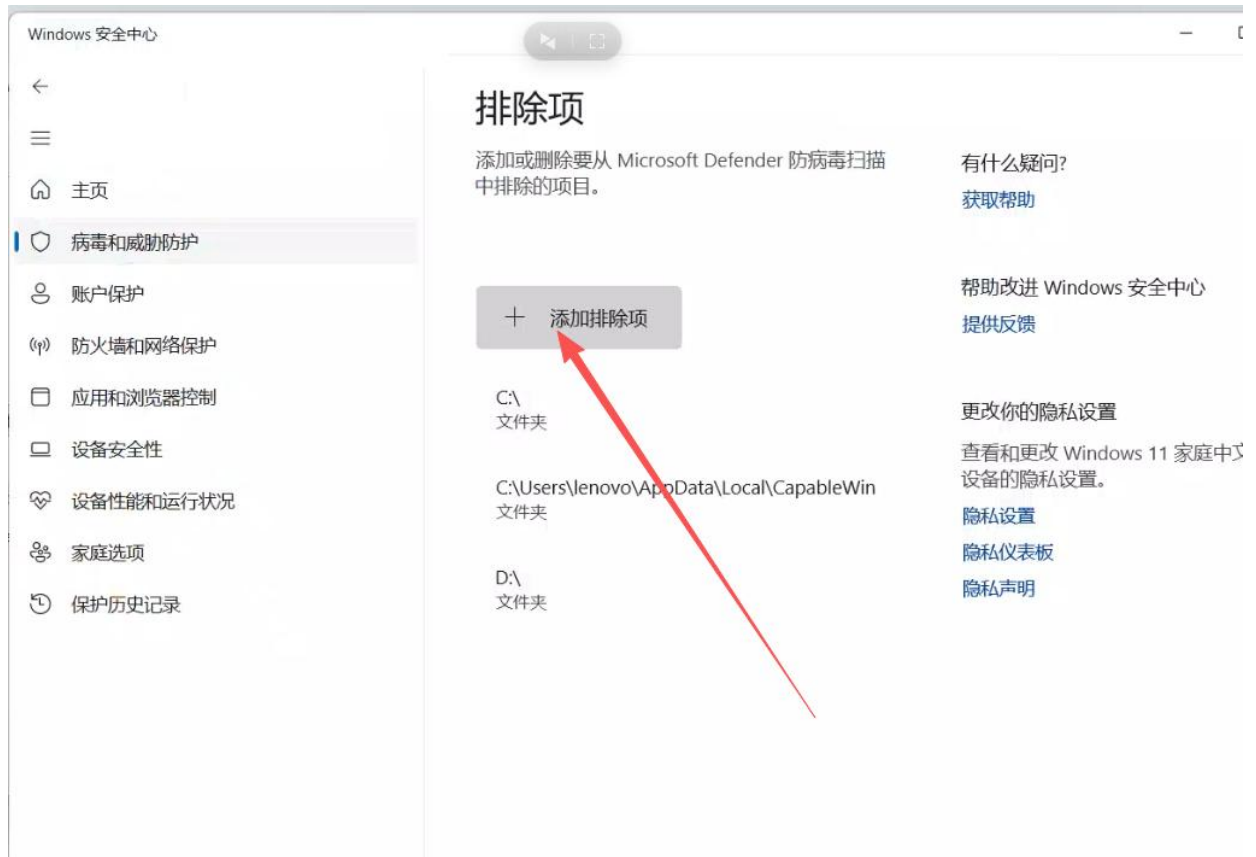 Windows 安全中心
主页
病毒和威胁防护
账户保护
防火墙和网络保护
应用和浏览器控制
设备安全性
设备性能和运行状况
家庭选项
保护历史记录
排除项
添加或删除要从 Microsoft Defender 防病毒扫描
中排除的项目。
添加排除项
C:\
文件夹
C:\Users\lenovo\AppData\Local\CapableWin
文件夹
D:\
文件夹
有什么疑问?
获取帮助
帮助改进 Windows 安全中心
提供反馈
更改你的隐私设置
查看和更改 Windows 11 家庭中文
设备的隐私设置。
隐私设置
隐私仪表板
隐私声明